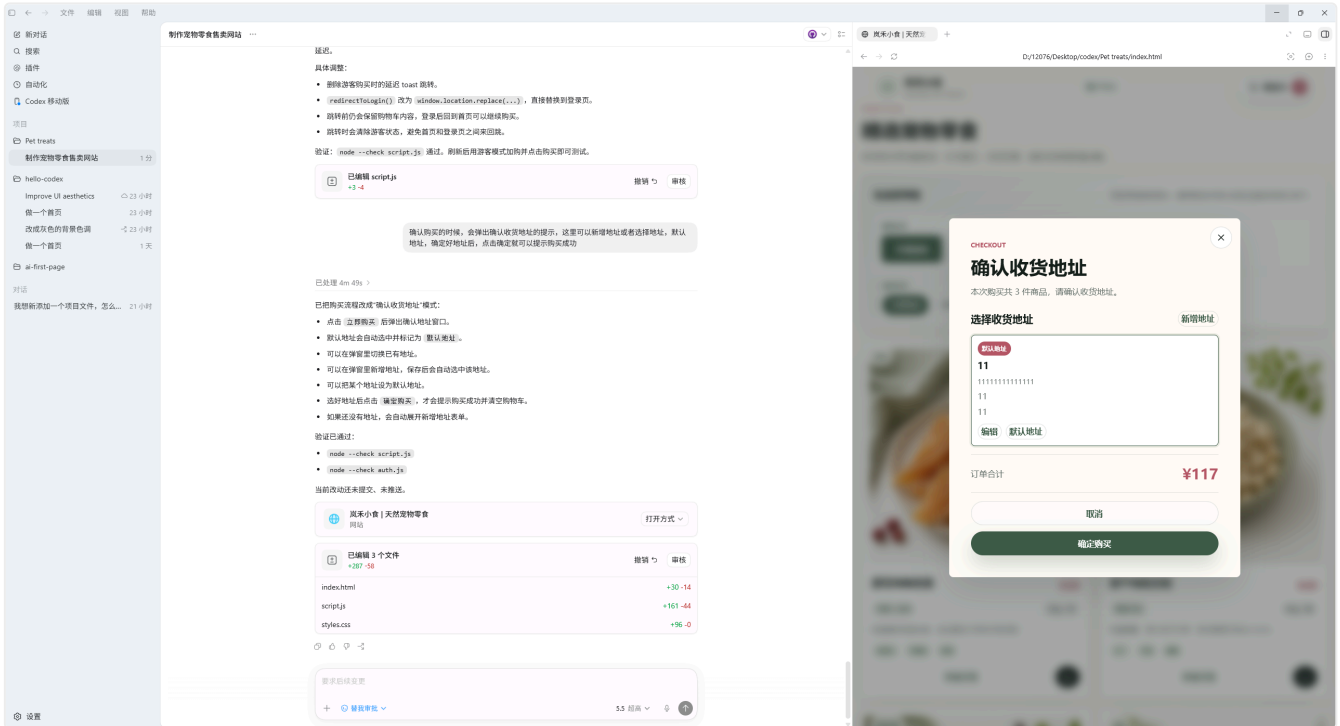 文件 编辑 视图 帮助
新对话
搜索
插件
自动化
Codex 移动版
项目
Pet treats
制作宠物零食售卖网站 1 分
hello-codex
Improve UI aesthetics 23 小时
做一个首页 23 小时
改成灰色的背景色调 23 小时
做一个首页 1 天
ai-first-page
对话
我想新添加一个项目文件，怎么... 21 小时
设置
制作宠物零食售卖网站 ...
延迟。
具体调整：
• 删除游客购买时的延迟 toast 跳转。
• redirectToLogin() 改为 window.location.replace(...)，直接替换到登录页。
• 跳转前仍会保留购物车内容，登录后回到首页可以继续购买。
• 跳转时会清除游客状态，避免首页和登录页之间来回跳。
验证：node --check script.js 通过。刷新后用游客模式加购并点击购买即可测试。
已编辑 script.js
+3 -4
撤销 审核
确认购买的时候，会弹出确认收货地址的提示，这里可以新增地址或者选择地址，默认
地址，确定好地址后，点击确定就可以提示购买成功
已处理 4m 49s
已把购买流程改成“确认收货地址”模式：
• 点击 立即购买 后弹出确认地址窗口。
• 默认地址会自动选中并标记为 默认地址。
• 可以在弹窗里切换已有地址。
• 可以在弹窗里新增地址，保存后会自动选中该地址。
• 可以把某个地址设为默认地址。
• 选好地址后点击 确定购买，才会提示购买成功并清空购物车。
• 如果还没有地址，会自动展开新增地址表单。
验证已通过：
• node --check script.js
• node --check auth.js
当前改动还未提交、未推送。
岚禾小食 | 天然宠物零食
网站
打开方式
已编辑 3 个文件
+287 -58
撤销 审核
index.html +30 -14
script.js +161 -44
styles.css +96 -0
要求后续变更
替我审批
5.5 超高
岚禾小食 | 天然
D:/12076/Desktop/codex/Pet treats/index.html
CHECKOUT
确认收货地址
本次购买共 3 件商品，请确认收货地址。
选择收货地址 新增地址
默认地址
11
11111111111111
11
11
编辑 默认地址
订单合计 ¥117
取消
确定购买